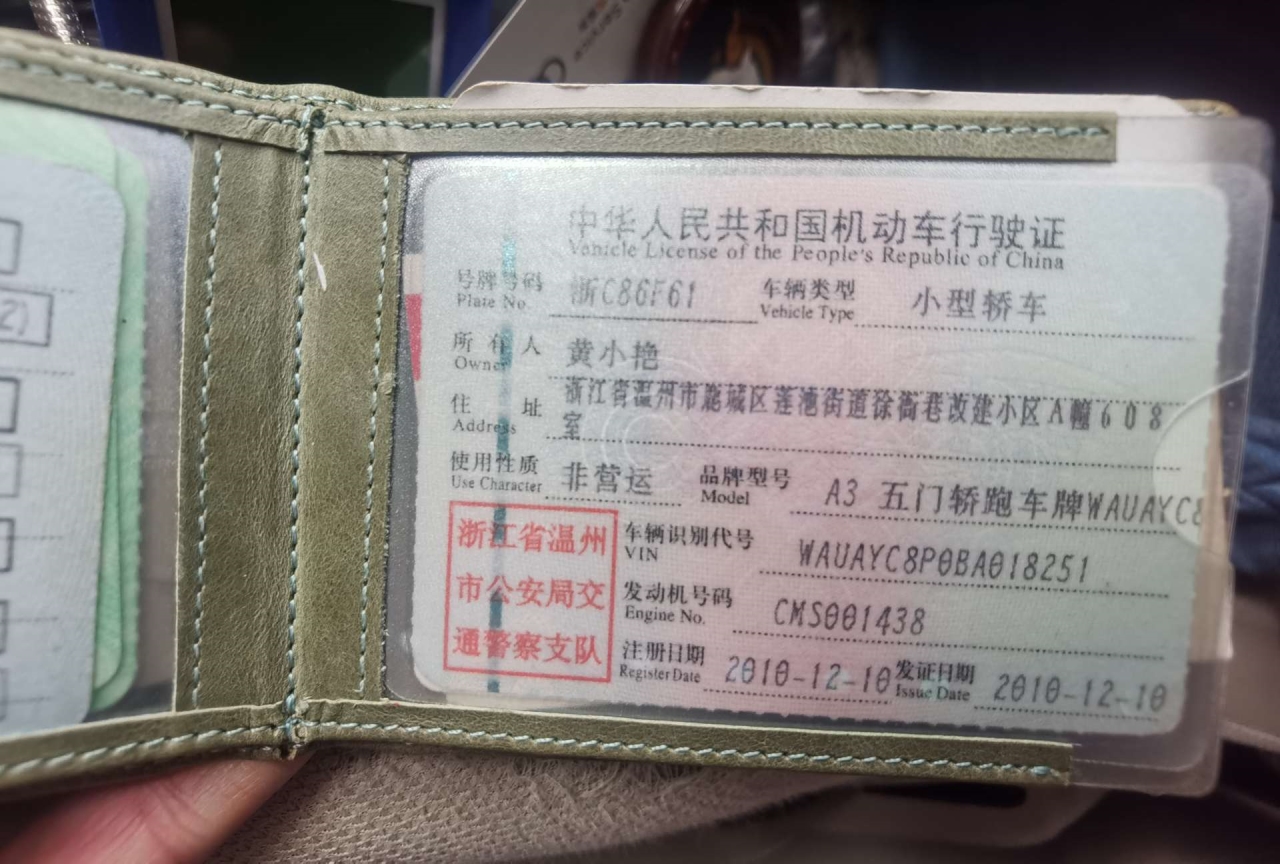 中华人民共和国机动车行驶证
Vehicle License of the People's Republic of China
号牌号码 浙C86F61 车辆类型 小型轿车
Plate No. Vehicle Type
所有人 黄小艳
Owner
住址 浙江省温州市鹿城区莲池街道徐衙巷改建小区A幢608
Address 室
使用性质 非营运 品牌型号 A3 五门轿跑车牌WAUAYC8
Use Character Model
浙江省温州
市公安局交
通警察支队
车辆识别代号 WAUAYC8P0BA018251
VIN
发动机号码 CMS001438
Engine No.
注册日期 2010-12-10 发证日期 2010-12-10
Register Date Issue Date
2)